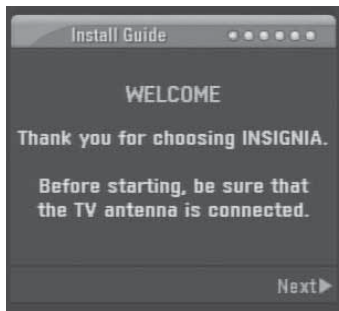 Install Guide
WELCOME
Thank you for choosing INSIGNIA.
Before starting, be sure that
the TV antenna is connected.
Next▶